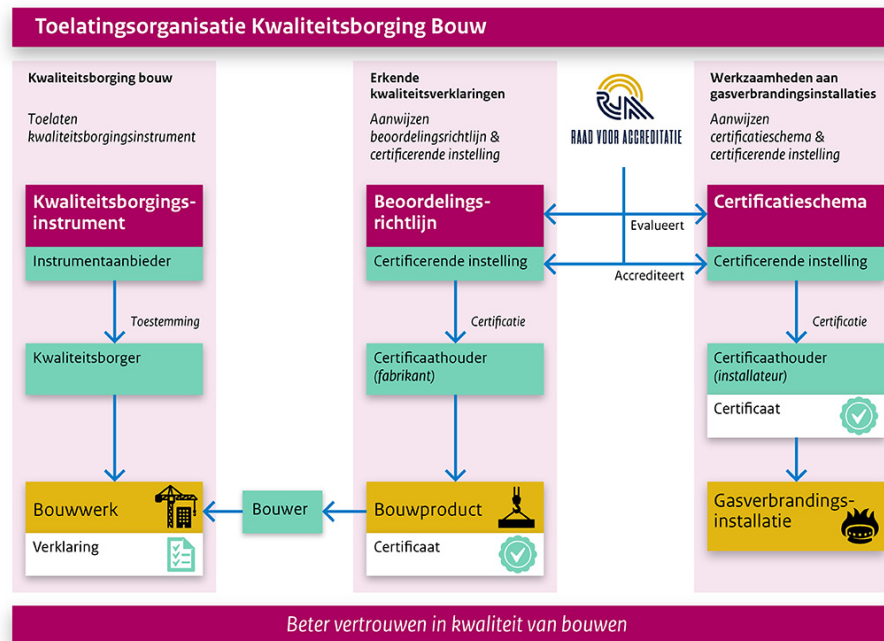 Toelatingsorganisatie Kwaliteitsborging Bouw
Kwaliteitsborging bouw
Toelaten
kwaliteitsborgingsinstrument
Kwaliteitsborgings-
instrument
Instrumentaanbieder
Toestemming
Kwaliteitsborger
Bouwwerk
Verklaring
Bouwer
Erkende
kwaliteitsverklaringen
Aanwijzen
beoordelingsrichtlijn &
certificerende instelling
Beoordelings-
richtlijn
Certificerende instelling
Certificatie
Certificaathouder
(fabrikant)
Bouwproduct
Certificaat
RAAD VOOR ACCREDITATIE
Evalueert
Accrediteert
Werkzaamheden aan
gasverbrandingsinstallaties
Aanwijzen
certificatieschema &
certificerende instelling
Certificatieschema
Certificerende instelling
Certificatie
Certificaathouder
(installateur)
Certificaat
Gasverbrandings-
installatie
Beter vertrouwen in kwaliteit van bouwen